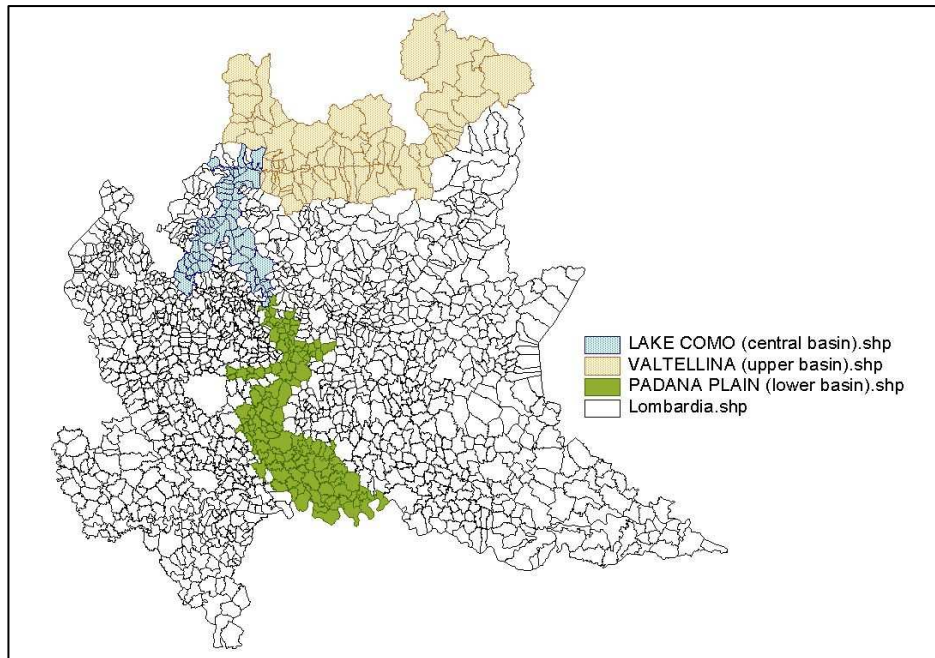 LAKE COMO (central basin).shp
VALTELLINA (upper basin).shp
PADANA PLAIN (lower basin).shp
Lombardia.shp